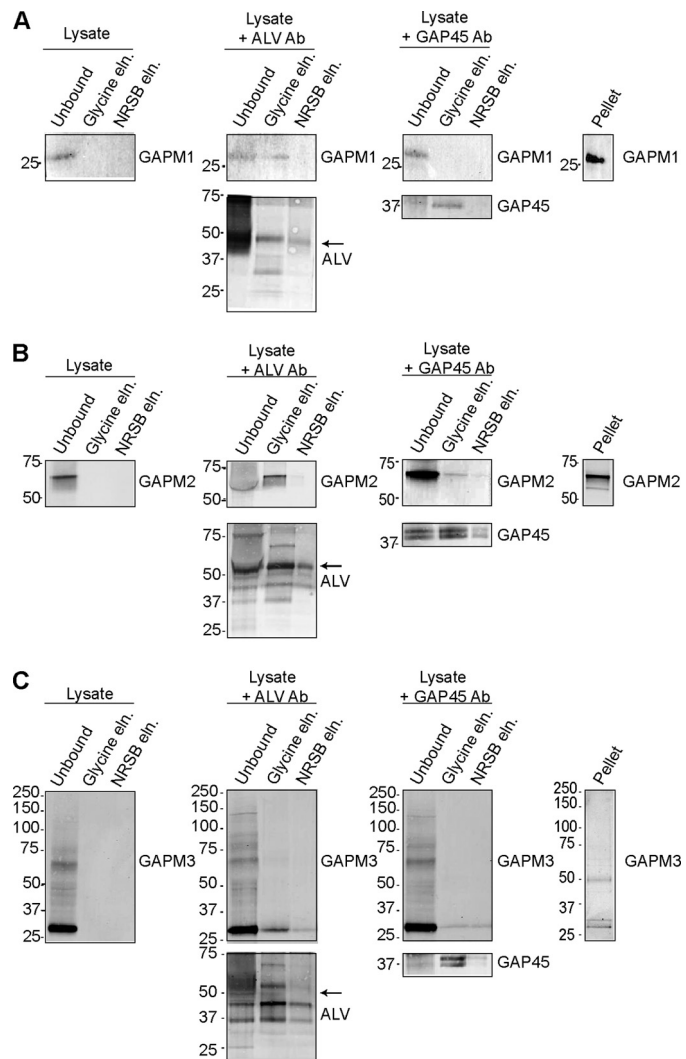 A
Lysate
Lysate
+ ALV Ab
Lysate
+ GAP45 Ab
Unbound
Glycine eln.
NRSB eln.
Unbound
Glycine eln.
NRSB eln.
Unbound
Glycine eln.
NRSB eln.
Pellet
25-
GAPM1
25-
GAPM1
25-
GAPM1
25-
GAPM1
75-
50-
37-
25-
ALV
37-
GAP45
B
Lysate
Lysate
+ ALV Ab
Lysate
+ GAP45 Ab
Unbound
Glycine eln.
NRSB eln.
Unbound
Glycine eln.
NRSB eln.
Unbound
Glycine eln.
NRSB eln.
Pellet
75-
50-
GAPM2
75-
50-
GAPM2
75-
50-
GAPM2
75-
50-
GAPM2
75-
50-
37-
25-
ALV
37-
GAP45
C
Lysate
Lysate
+ ALV Ab
Lysate
+ GAP45 Ab
Unbound
Glycine eln.
NRSB eln.
Unbound
Glycine eln.
NRSB eln.
Unbound
Glycine eln.
NRSB eln.
Pellet
250-
150-
100-
75-
50-
37-
25-
GAPM3
250-
150-
100-
75-
50-
37-
25-
GAPM3
250-
150-
100-
75-
50-
37-
25-
GAPM3
250-
150-
100-
75-
50-
37-
25-
GAPM3
75-
50-
37-
25-
ALV
37-
GAP45